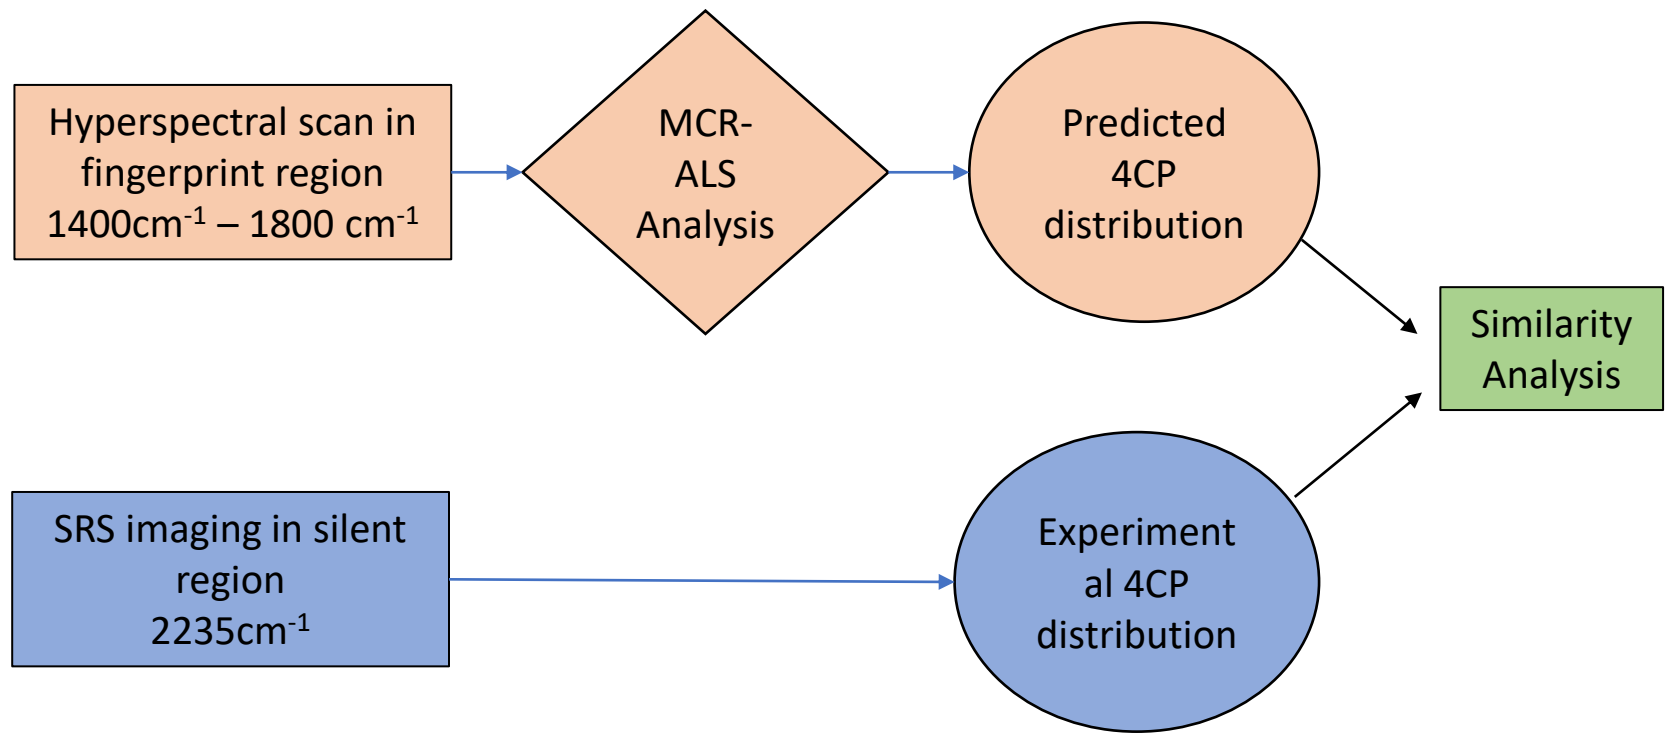 Hyperspectral scan in
fingerprint region
1400cm⁻¹ – 1800 cm⁻¹
MCR-
ALS
Analysis
Predicted
4CP
distribution
Similarity
Analysis
SRS imaging in silent
region
2235cm⁻¹
Experiment
al 4CP
distribution